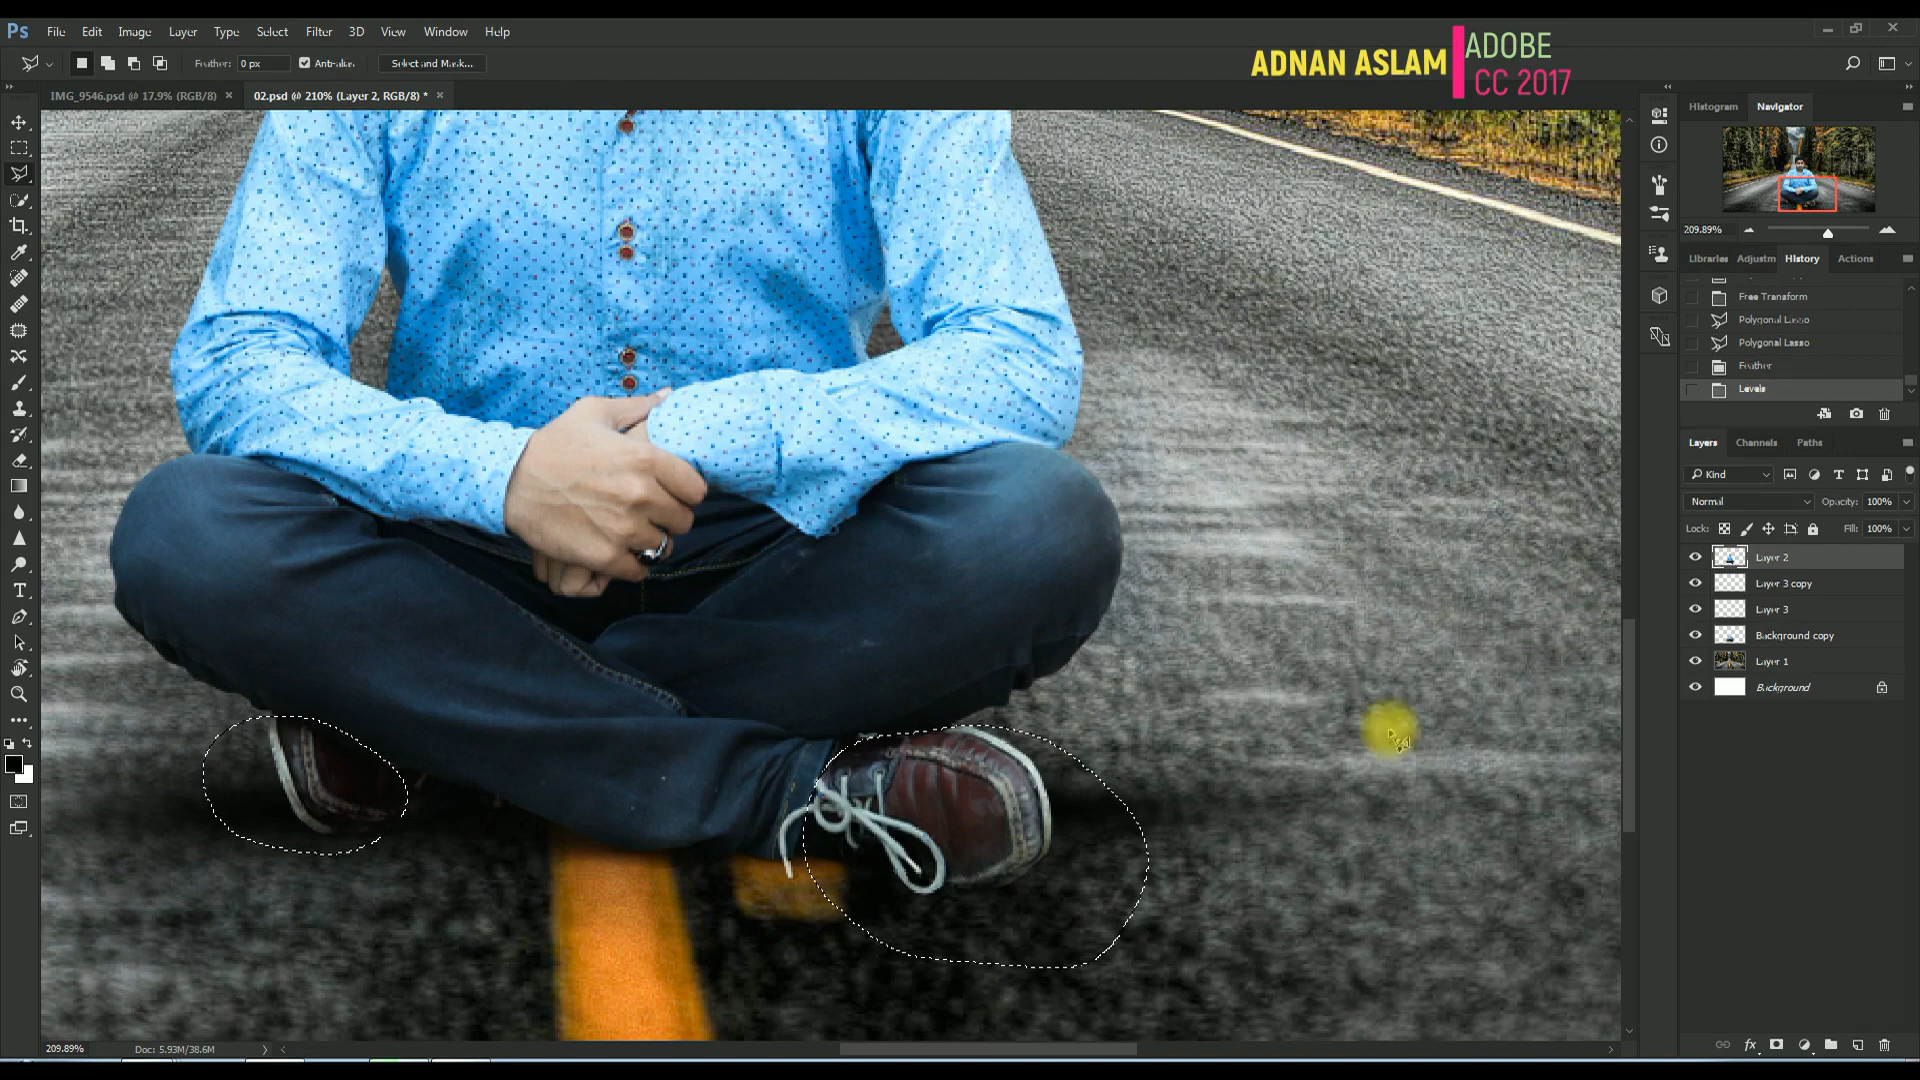 Ps File Edit Image Layer Type Select Filter 3D View Window Help
ADNAN ASLAM
ADOBE
CC 2017
Feather: 0 px Anti-alias Select and Mask...
IMG_9546.psd @ 17.9% (RGB/8) × 02.psd @ 210% (Layer 2, RGB/8) * ×
Histogram Navigator
209.89%
Libraries Adjustm History Actions
Free Transform
Polygonal Lasso
Polygonal Lasso
Feather
Levels
Layers Channels Paths
Kind
Normal Opacity: 100%
Lock: Fill: 100%
Layer 2
Layer 3 copy
Layer 3
Background copy
Layer 1
Background
209.89% Doc: 5.93M/38.6M
fx